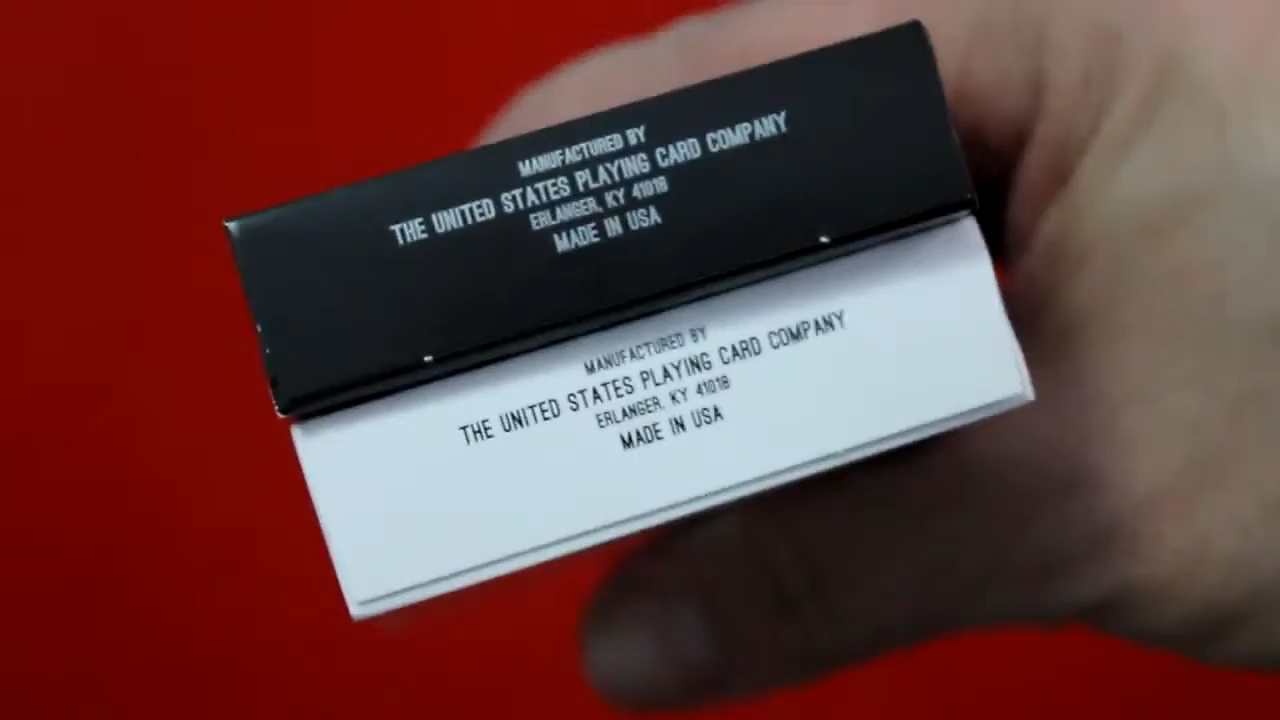 MANUFACTURED BY
THE UNITED STATES PLAYING CARD COMPANY
ERLANGER, KY 41018
MADE IN USA
MANUFACTURED BY
THE UNITED STATES PLAYING CARD COMPANY
ERLANGER, KY 41018
MADE IN USA